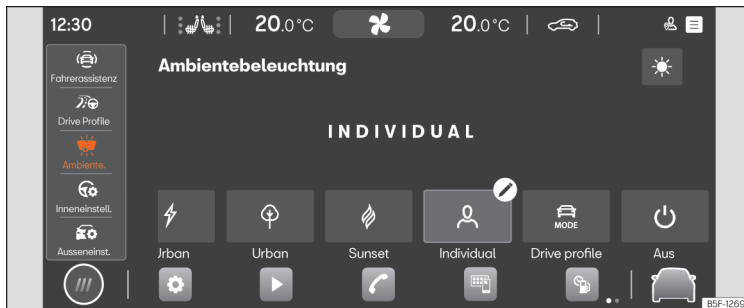 12:30
20.0°C
20.0°C
Fahrerassistenz
Drive Profile
Ambiente.
Inneneinstell.
Ausseneinst.
Ambientebeleuchtung
INDIVIDUAL
Urban
Urban
Sunset
Individual
MODE
Drive profile
Aus
B5F-1269